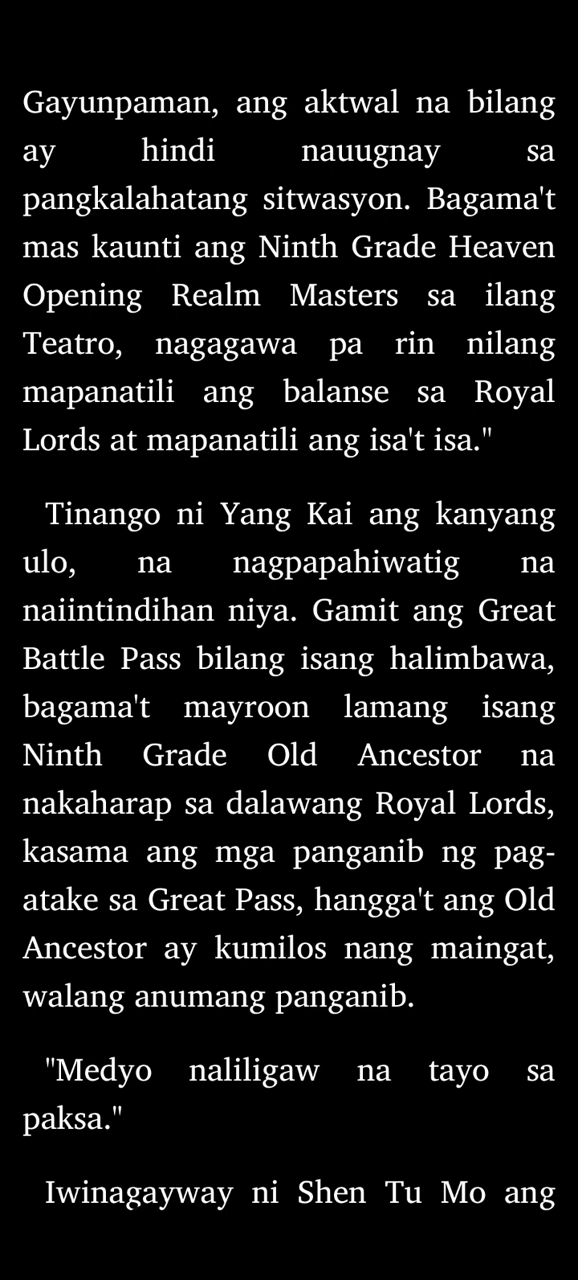 Gayunpaman, ang aktwal na bilang
ay hindi nauugnay sa
pangkalahatang sitwasyon. Bagama't
mas kaunti ang Ninth Grade Heaven
Opening Realm Masters sa ilang
Teatro, nagagawa pa rin nilang
mapanatili ang balanse sa Royal
Lords at mapanatili ang isa't isa."
Tinango ni Yang Kai ang kanyang
ulo, na nagpapahiwatig na
naiintindihan niya. Gamit ang Great
Battle Pass bilang isang halimbawa,
bagama't mayroon lamang isang
Ninth Grade Old Ancestor na
nakaharap sa dalawang Royal Lords,
kasama ang mga panganib ng pag-
atake sa Great Pass, hangga't ang Old
Ancestor ay kumilos nang maingat,
walang anumang panganib.
"Medyo naliligaw na tayo sa
paksa."
Iwinagayway ni Shen Tu Mo ang